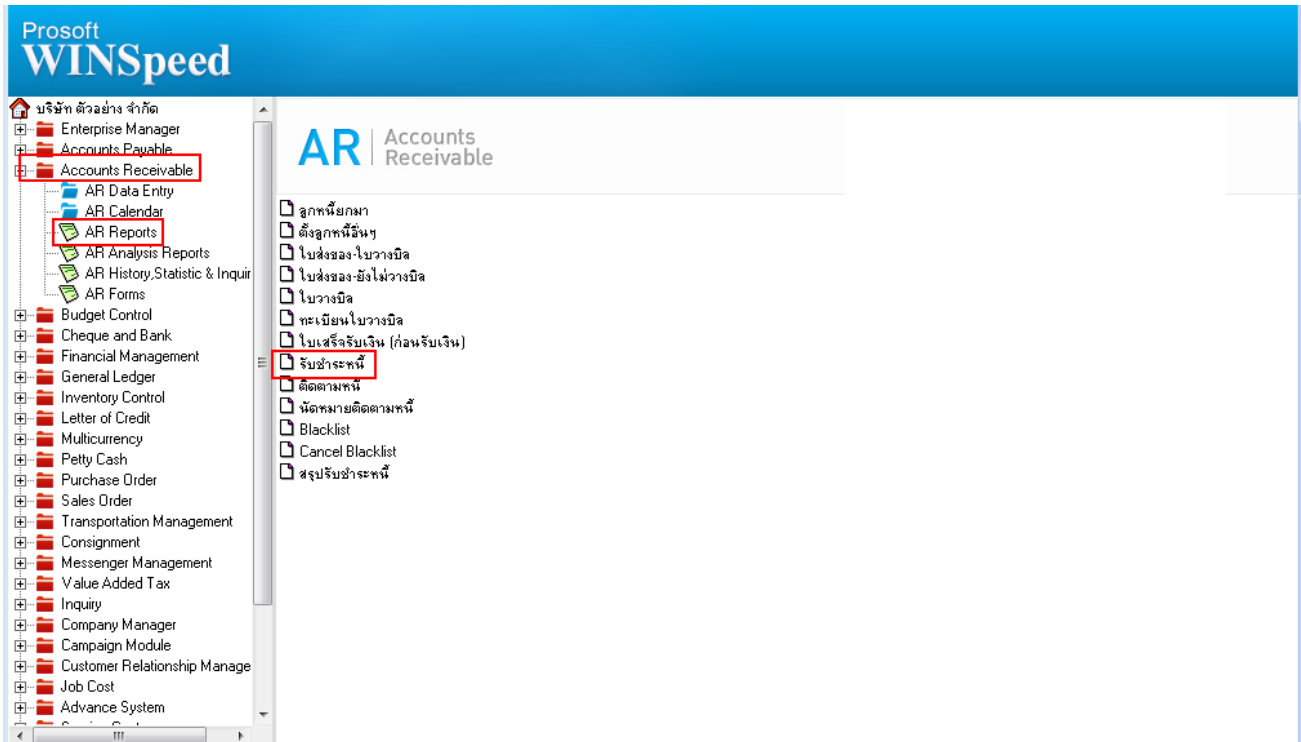 Prosoft
WINSpeed
บริษัท ตัวอย่าง จำกัด
Enterprise Manager
Accounts Payable
Accounts Receivable
AR Data Entry
AR Calendar
AR Reports
AR Analysis Reports
AR History,Statistic & Inquir
AR Forms
Budget Control
Cheque and Bank
Financial Management
General Ledger
Inventory Control
Letter of Credit
Multicurrency
Petty Cash
Purchase Order
Sales Order
Transportation Management
Consignment
Messenger Management
Value Added Tax
Inquiry
Company Manager
Campaign Module
Customer Relationship Manage
Job Cost
Advance System
AR Accounts
Receivable
ลูกหนี้ยกมา
ตั้งลูกหนี้อื่นๆ
ใบส่งของ-ใบวางบิล
ใบส่งของ-ยังไม่วางบิล
ใบวางบิล
ทะเบียนใบวางบิล
ใบเสร็จรับเงิน (ก่อนรับเงิน)
รับชำระหนี้
ติดตามหนี้
นัดหมายติดตามหนี้
Blacklist
Cancel Blacklist
สรุปรับชำระหนี้